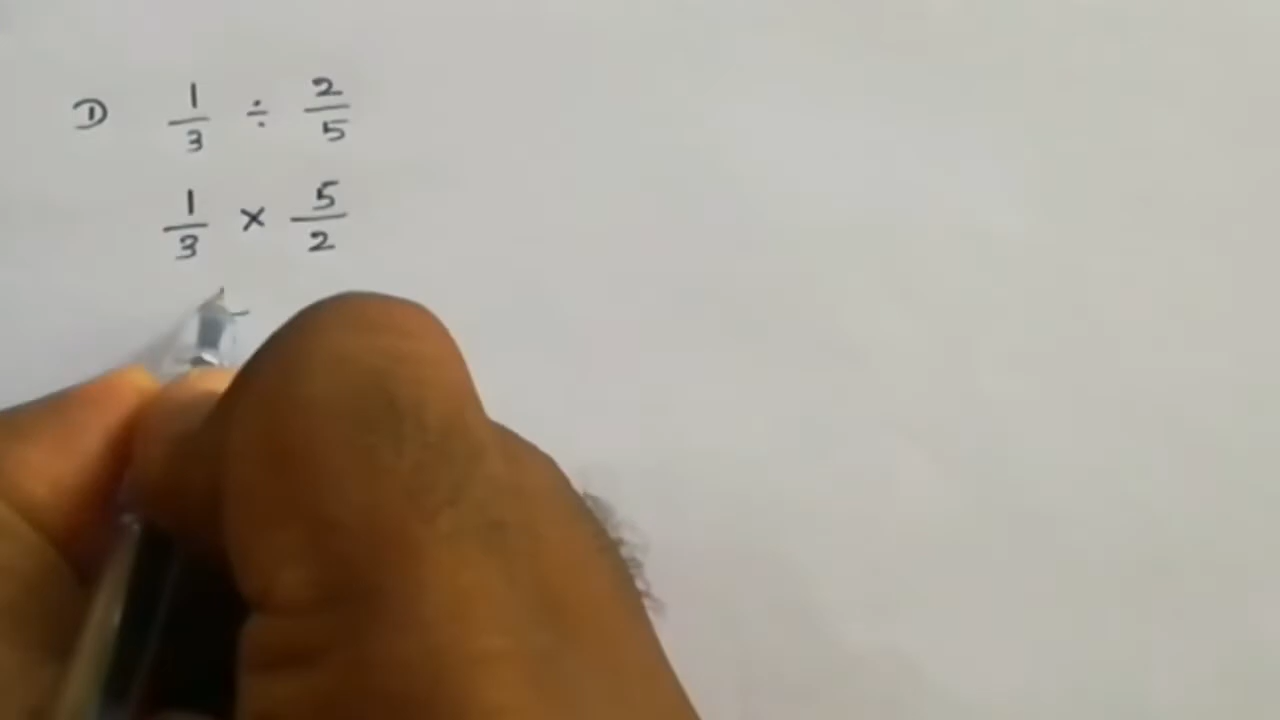 ① 1/3 ÷ 2/5
1/3 × 5/2